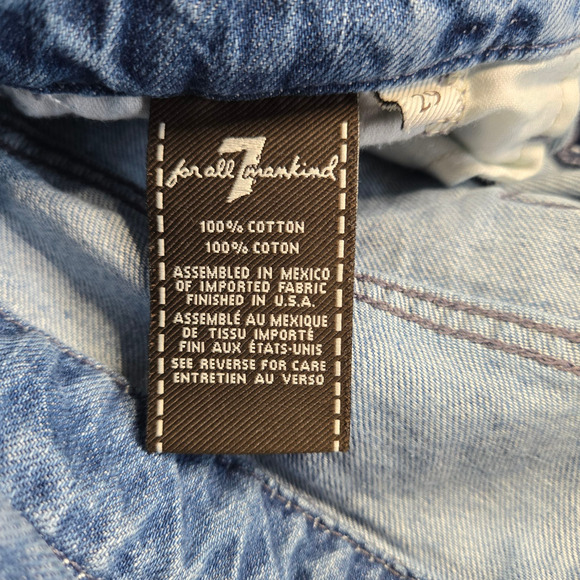 7
for all mankind
100% COTTON
100% COTON
ASSEMBLED IN MEXICO
OF IMPORTED FABRIC
FINISHED IN U.S.A.
ASSEMBLÉ AU MEXIQUE
DE TISSU IMPORTÉ
FINI AUX ÉTATS-UNIS
SEE REVERSE FOR CARE
ENTRETIEN AU VERSO